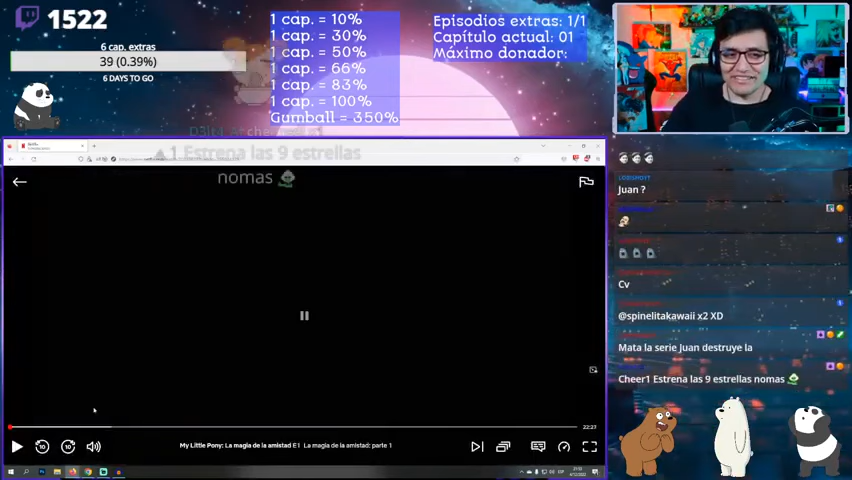 1522
6 cap. extras
39 (0.39%)
6 DAYS TO GO
1 cap. = 10%
1 cap. = 30%
1 cap. = 50%
1 cap. = 66%
1 cap. = 83%
1 cap. = 100%
Gumball = 350%
Episodios extras: 1/1
Capítulo actual: 01
Máximo donador:
1 Estrena las 9 estrellas
nomas
Juan ?
Cv
@spinelitakawaii x2 XD
Mata la serie juan destruye la
Cheer1 Estrena las 9 estrellas nomas
22:27
10
10
My Little Pony: La magia de la amistad E1 La magia de la amistad: parte 1